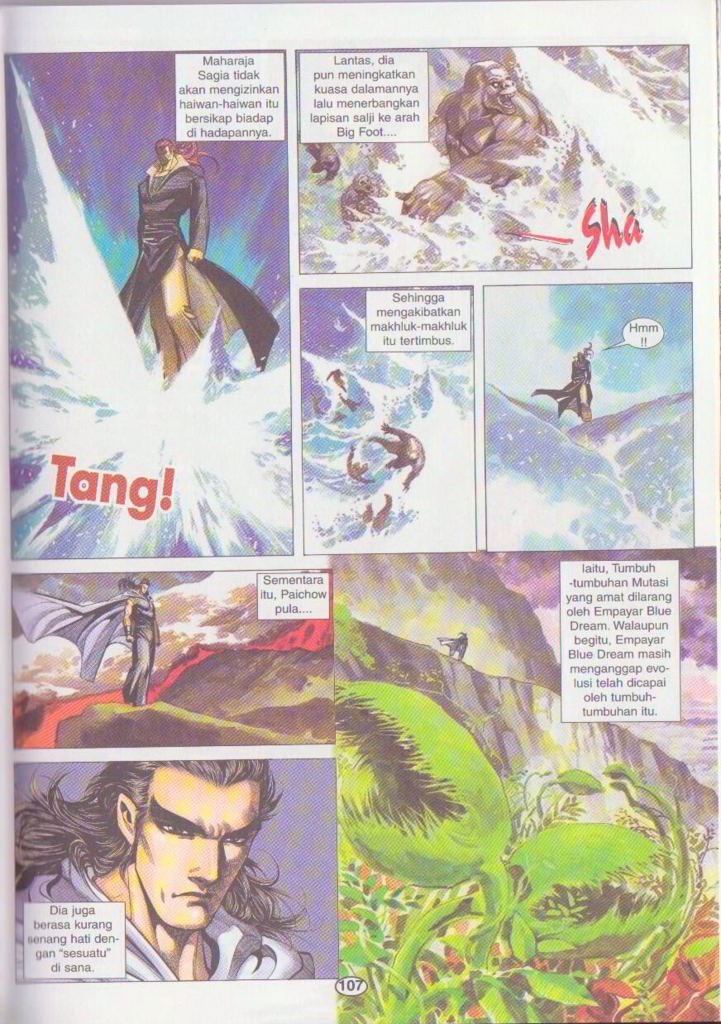 Maharaja
Sagia tidak
akan mengizinkan
haiwan-haiwan itu
bersikap biadap
di hadapannya.
Lantas, dia
pun meningkatkan
kuasa dalamannya
lalu menerbangkan
lapisan salji ke arah
Big Foot....
Sha
Tang!
Sehingga
mengakibatkan
makhluk-makhluk
itu tertimbus.
Hmm
!!
Sementara
itu, Paichow
pula....
Iaitu, Tumbuh
-tumbuhan Mutasi
yang amat dilarang
oleh Empayar Blue
Dream. Walaupun
begitu, Empayar
Blue Dream masih
menganggap evo-
lusi telah dicapai
oleh tumbuh-
tumbuhan itu.
Dia juga
berasa kurang
senang hati den-
gan "sesuatu"
di sana.
107